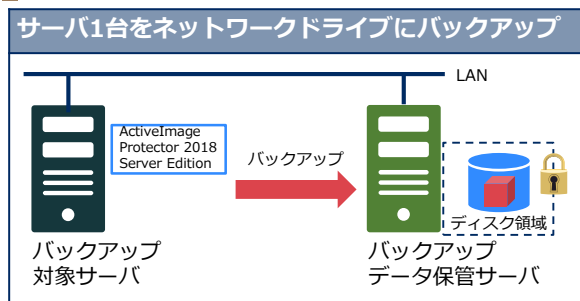 サーバ1台をネットワークドライブにバックアップ
LAN
ActiveImage
Protector 2018
Server Edition
バックアップ
ディスク領域
バックアップ
対象サーバ
バックアップ
データ保管サーバ